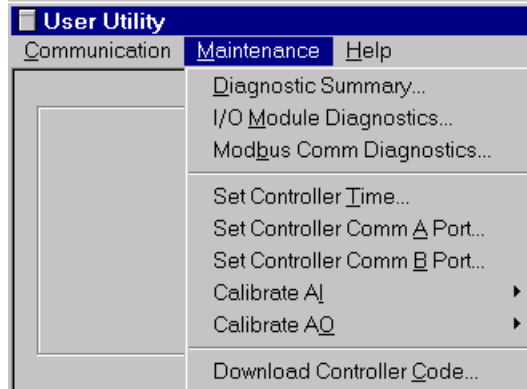 User Utility
Communication Maintenance Help
Diagnostic Summary...
I/O Module Diagnostics...
Modbus Comm Diagnostics...
Set Controller Time...
Set Controller Comm A Port...
Set Controller Comm B Port...
Calibrate AI
Calibrate AO
Download Controller Code...